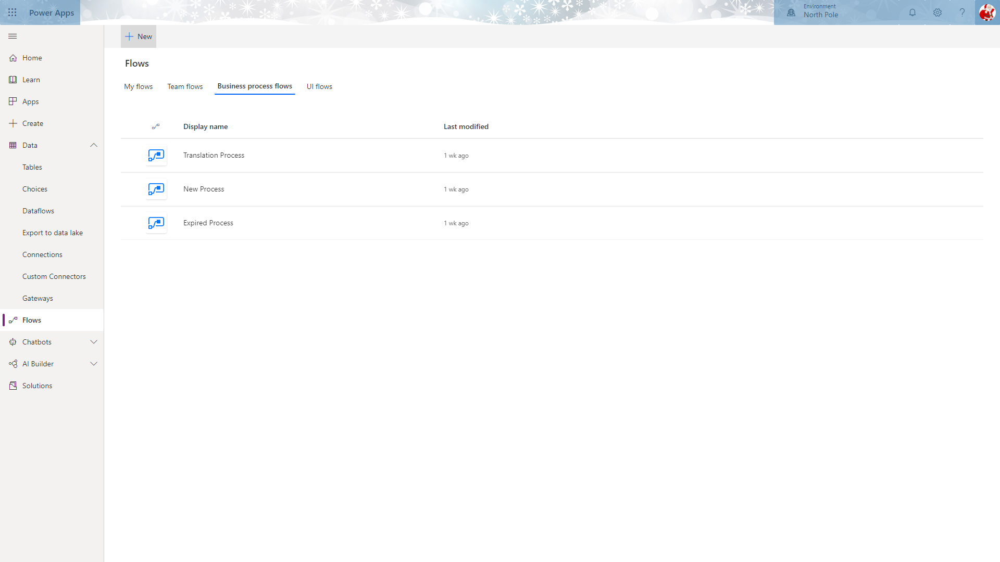 Power Apps
Environment
North Pole
New
Home
Learn
Apps
Create
Data
Tables
Choices
Dataflows
Export to data lake
Connections
Custom Connectors
Gateways
Flows
Chatbots
AI Builder
Solutions
Flows
My flows Team flows Business process flows UI flows
Display name Last modified
Translation Process 1 wk ago
New Process 1 wk ago
Expired Process 1 wk ago